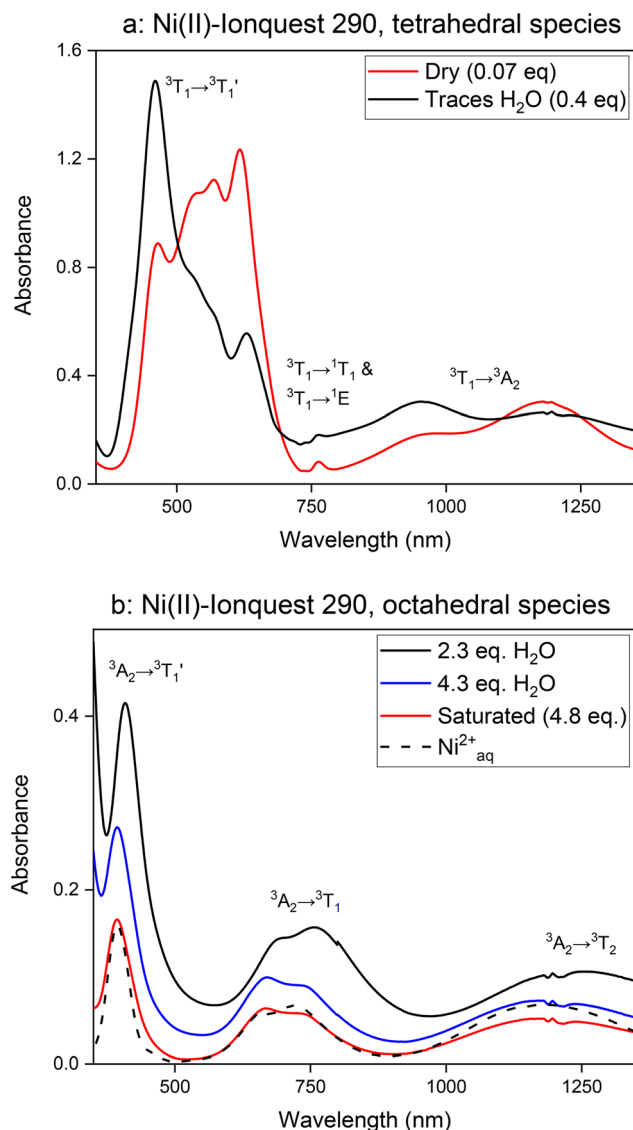 a: Ni(II)-Ionquest 290, tetrahedral species
1.6
1.2
0.8
0.4
0.0
Absorbance
³T₁→³T₁'
Dry (0.07 eq)
Traces H₂O (0.4 eq)
³T₁→¹T₁ &
³T₁→¹E
³T₁→³A₂
500 750 1000 1250
Wavelength (nm)
b: Ni(II)-Ionquest 290, octahedral species
0.4
0.2
0.0
Absorbance
³A₂→³T₁'
2.3 eq. H₂O
4.3 eq. H₂O
Saturated (4.8 eq.)
Ni²⁺aq
³A₂→³T₁
³A₂→³T₂
500 750 1000 1250
Wavelength (nm)